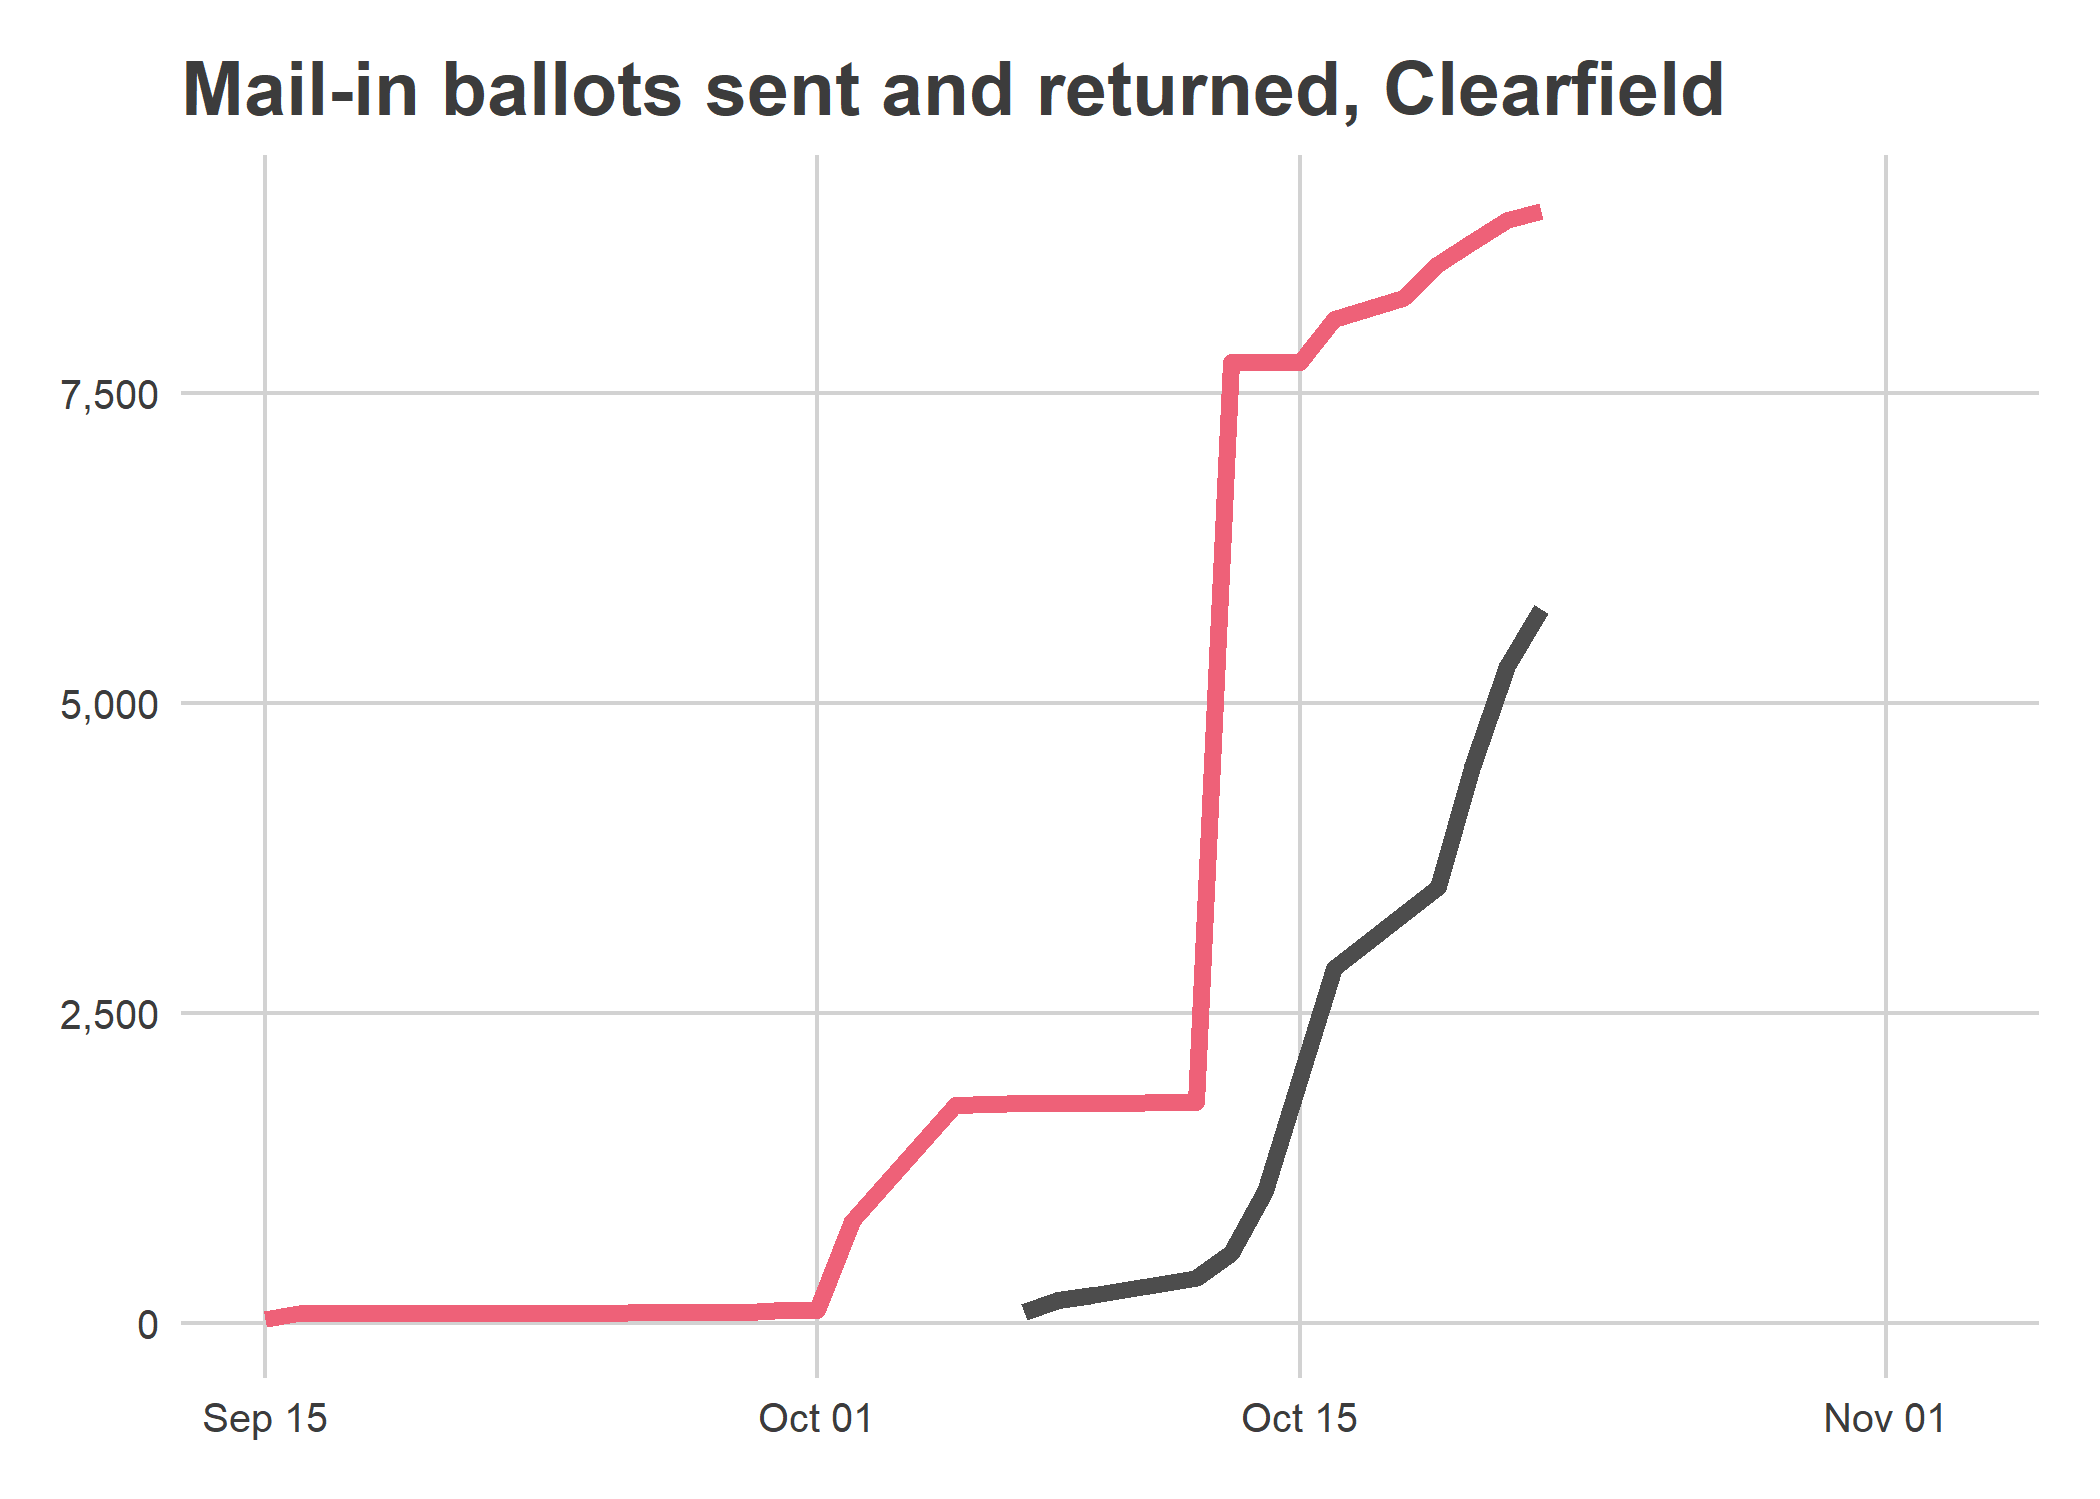 Mail-in ballots sent and returned, Clearfield
7,500
5,000
2,500
0
Sep 15 Oct 01 Oct 15 Nov 01